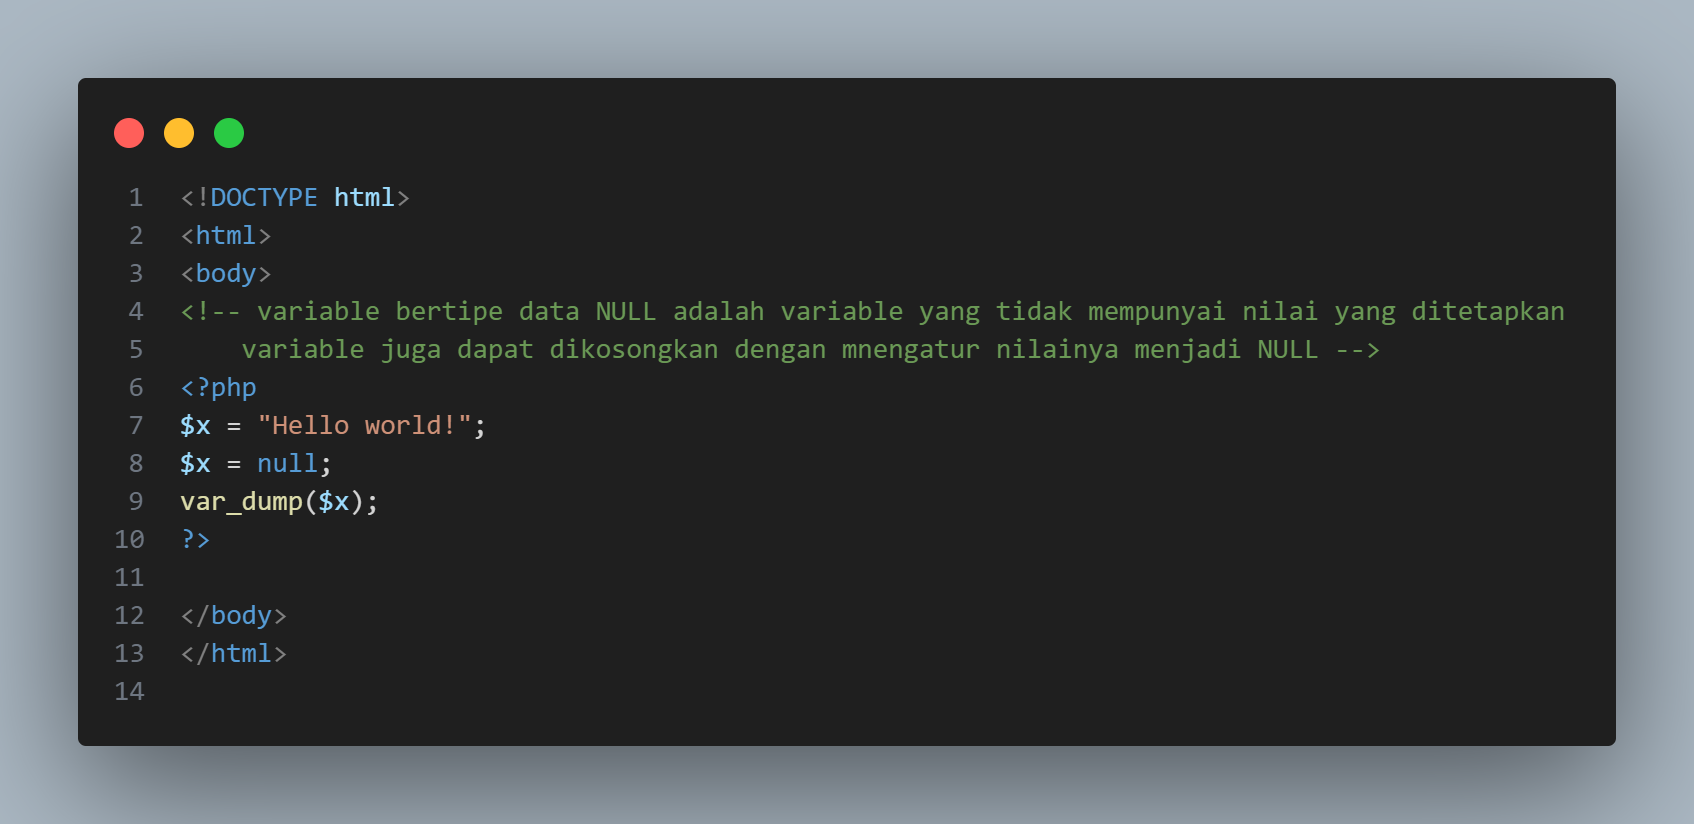 1 <!DOCTYPE html>
2 <html>
3 <body>
4 <!-- variable bertipe data NULL adalah variable yang tidak mempunyai nilai yang ditetapkan
5     variable juga dapat dikosongkan dengan mnengatur nilainya menjadi NULL -->
6 <?php
7 $x = "Hello world!";
8 $x = null;
9 var_dump($x);
10 ?>
11
12 </body>
13 </html>
14